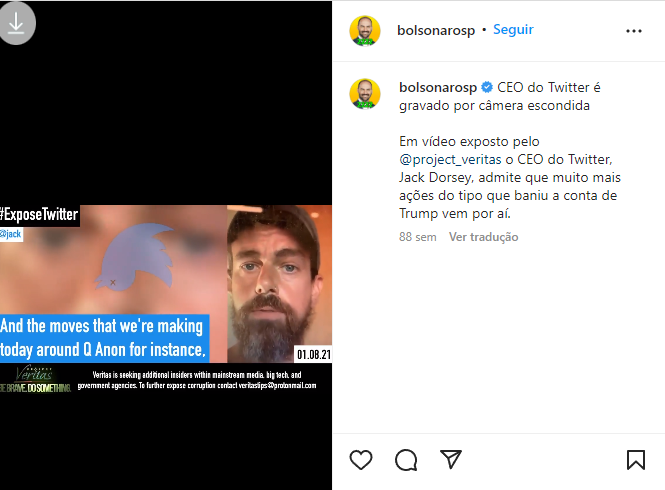 #ExposeTwitter
@jack
And the moves that we're making
today around Q Anon for instance,
01.08.21
PROJECT
Veritas
BE BRAVE. DO SOMETHING.
Veritas is seeking additional insiders within mainstream media, big tech, and
government agencies. To further expose corruption contact veritastips@protonmail.com
bolsonarosp • Seguir
bolsonarosp CEO do Twitter é
gravado por câmera escondida
Em vídeo exposto pelo
@project_veritas o CEO do Twitter,
Jack Dorsey, admite que muito mais
ações do tipo que baniu a conta de
Trump vem por aí.
88 sem Ver tradução